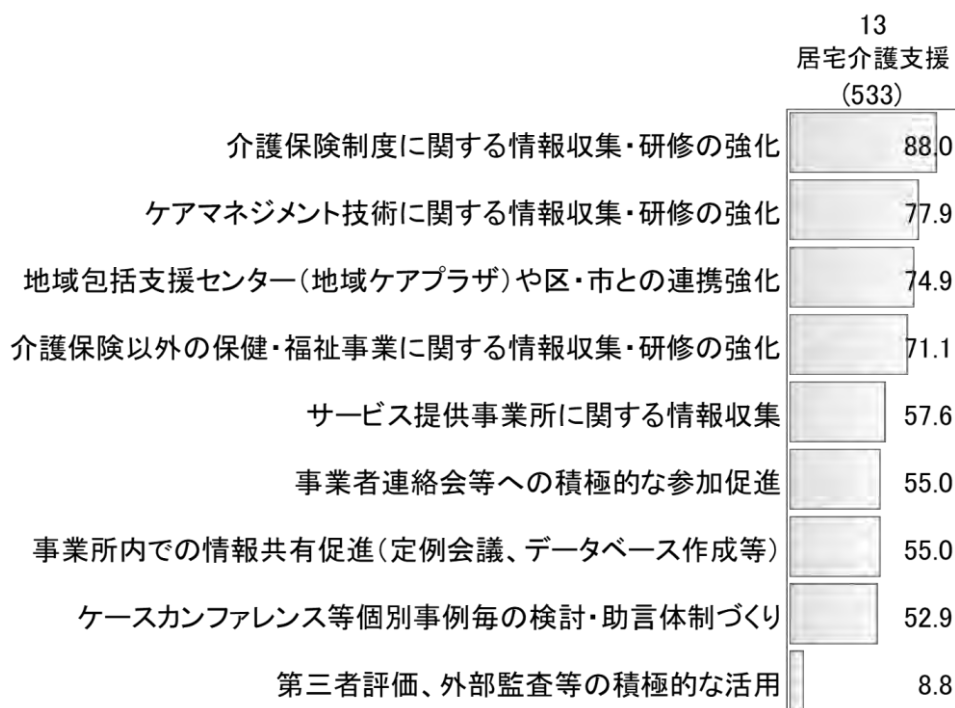 13
居宅介護支援
(533)
介護保険制度に関する情報収集・研修の強化 88.0
ケアマネジメント技術に関する情報収集・研修の強化 77.9
地域包括支援センター(地域ケアプラザ)や区・市との連携強化 74.9
介護保険以外の保健・福祉事業に関する情報収集・研修の強化 71.1
サービス提供事業所に関する情報収集 57.6
事業者連絡会等への積極的な参加促進 55.0
事業所内での情報共有促進(定例会議、データベース作成等) 55.0
ケースカンファレンス等個別事例毎の検討・助言体制づくり 52.9
第三者評価、外部監査等の積極的な活用 8.8